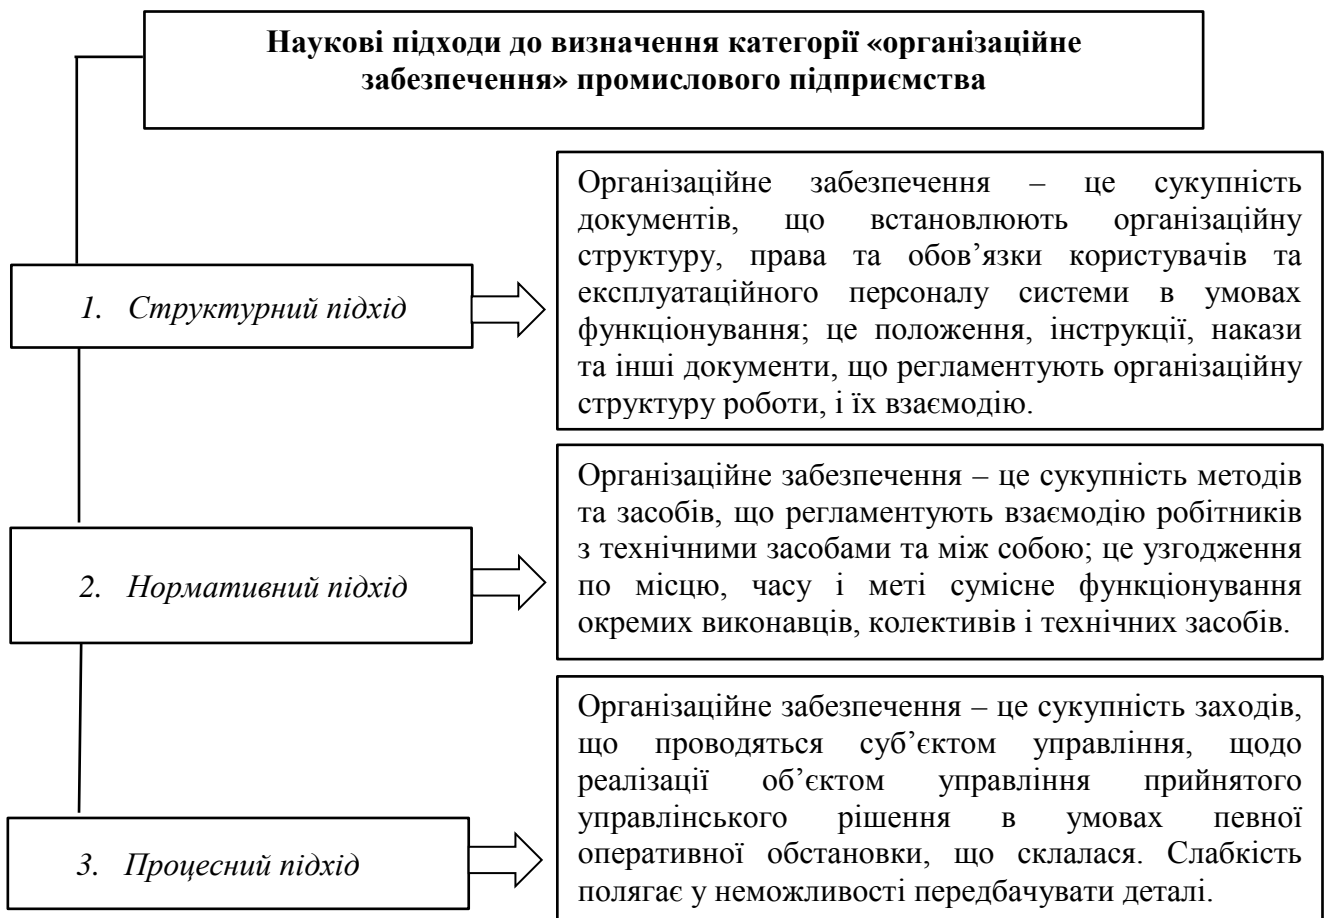 Наукові підходи до визначення категорії «організаційне
забезпечення» промислового підприємства
1. Структурний підхід
Організаційне забезпечення – це сукупність
документів, що встановлюють організаційну
структуру, права та обов’язки користувачів та
експлуатаційного персоналу системи в умовах
функціонування; це положення, інструкції, накази
та інші документи, що регламентують організаційну
структуру роботи, і їх взаємодію.
2. Нормативний підхід
Організаційне забезпечення – це сукупність методів
та засобів, що регламентують взаємодію робітників
з технічними засобами та між собою; це узгодження
по місцю, часу і меті сумісне функціонування
окремих виконавців, колективів і технічних засобів.
3. Процесний підхід
Організаційне забезпечення – це сукупність заходів,
що проводяться суб’єктом управління, щодо
реалізації об’єктом управління прийнятого
управлінського рішення в умовах певної
оперативної обстановки, що склалася. Слабкість
полягає у неможливості передбачувати деталі.